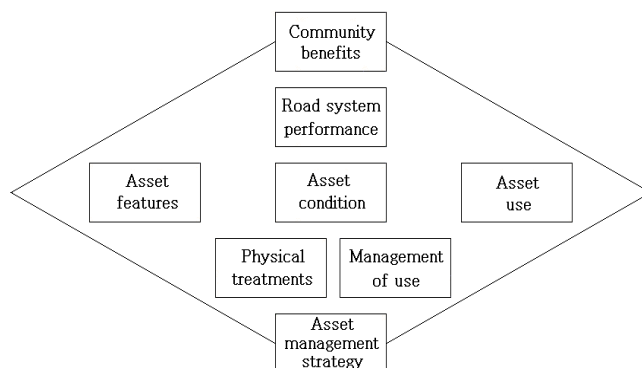 Community
benefits
Road system
performance
Asset
features
Asset
condition
Asset
use
Physical
treatments
Management
of use
Asset
management
strategy